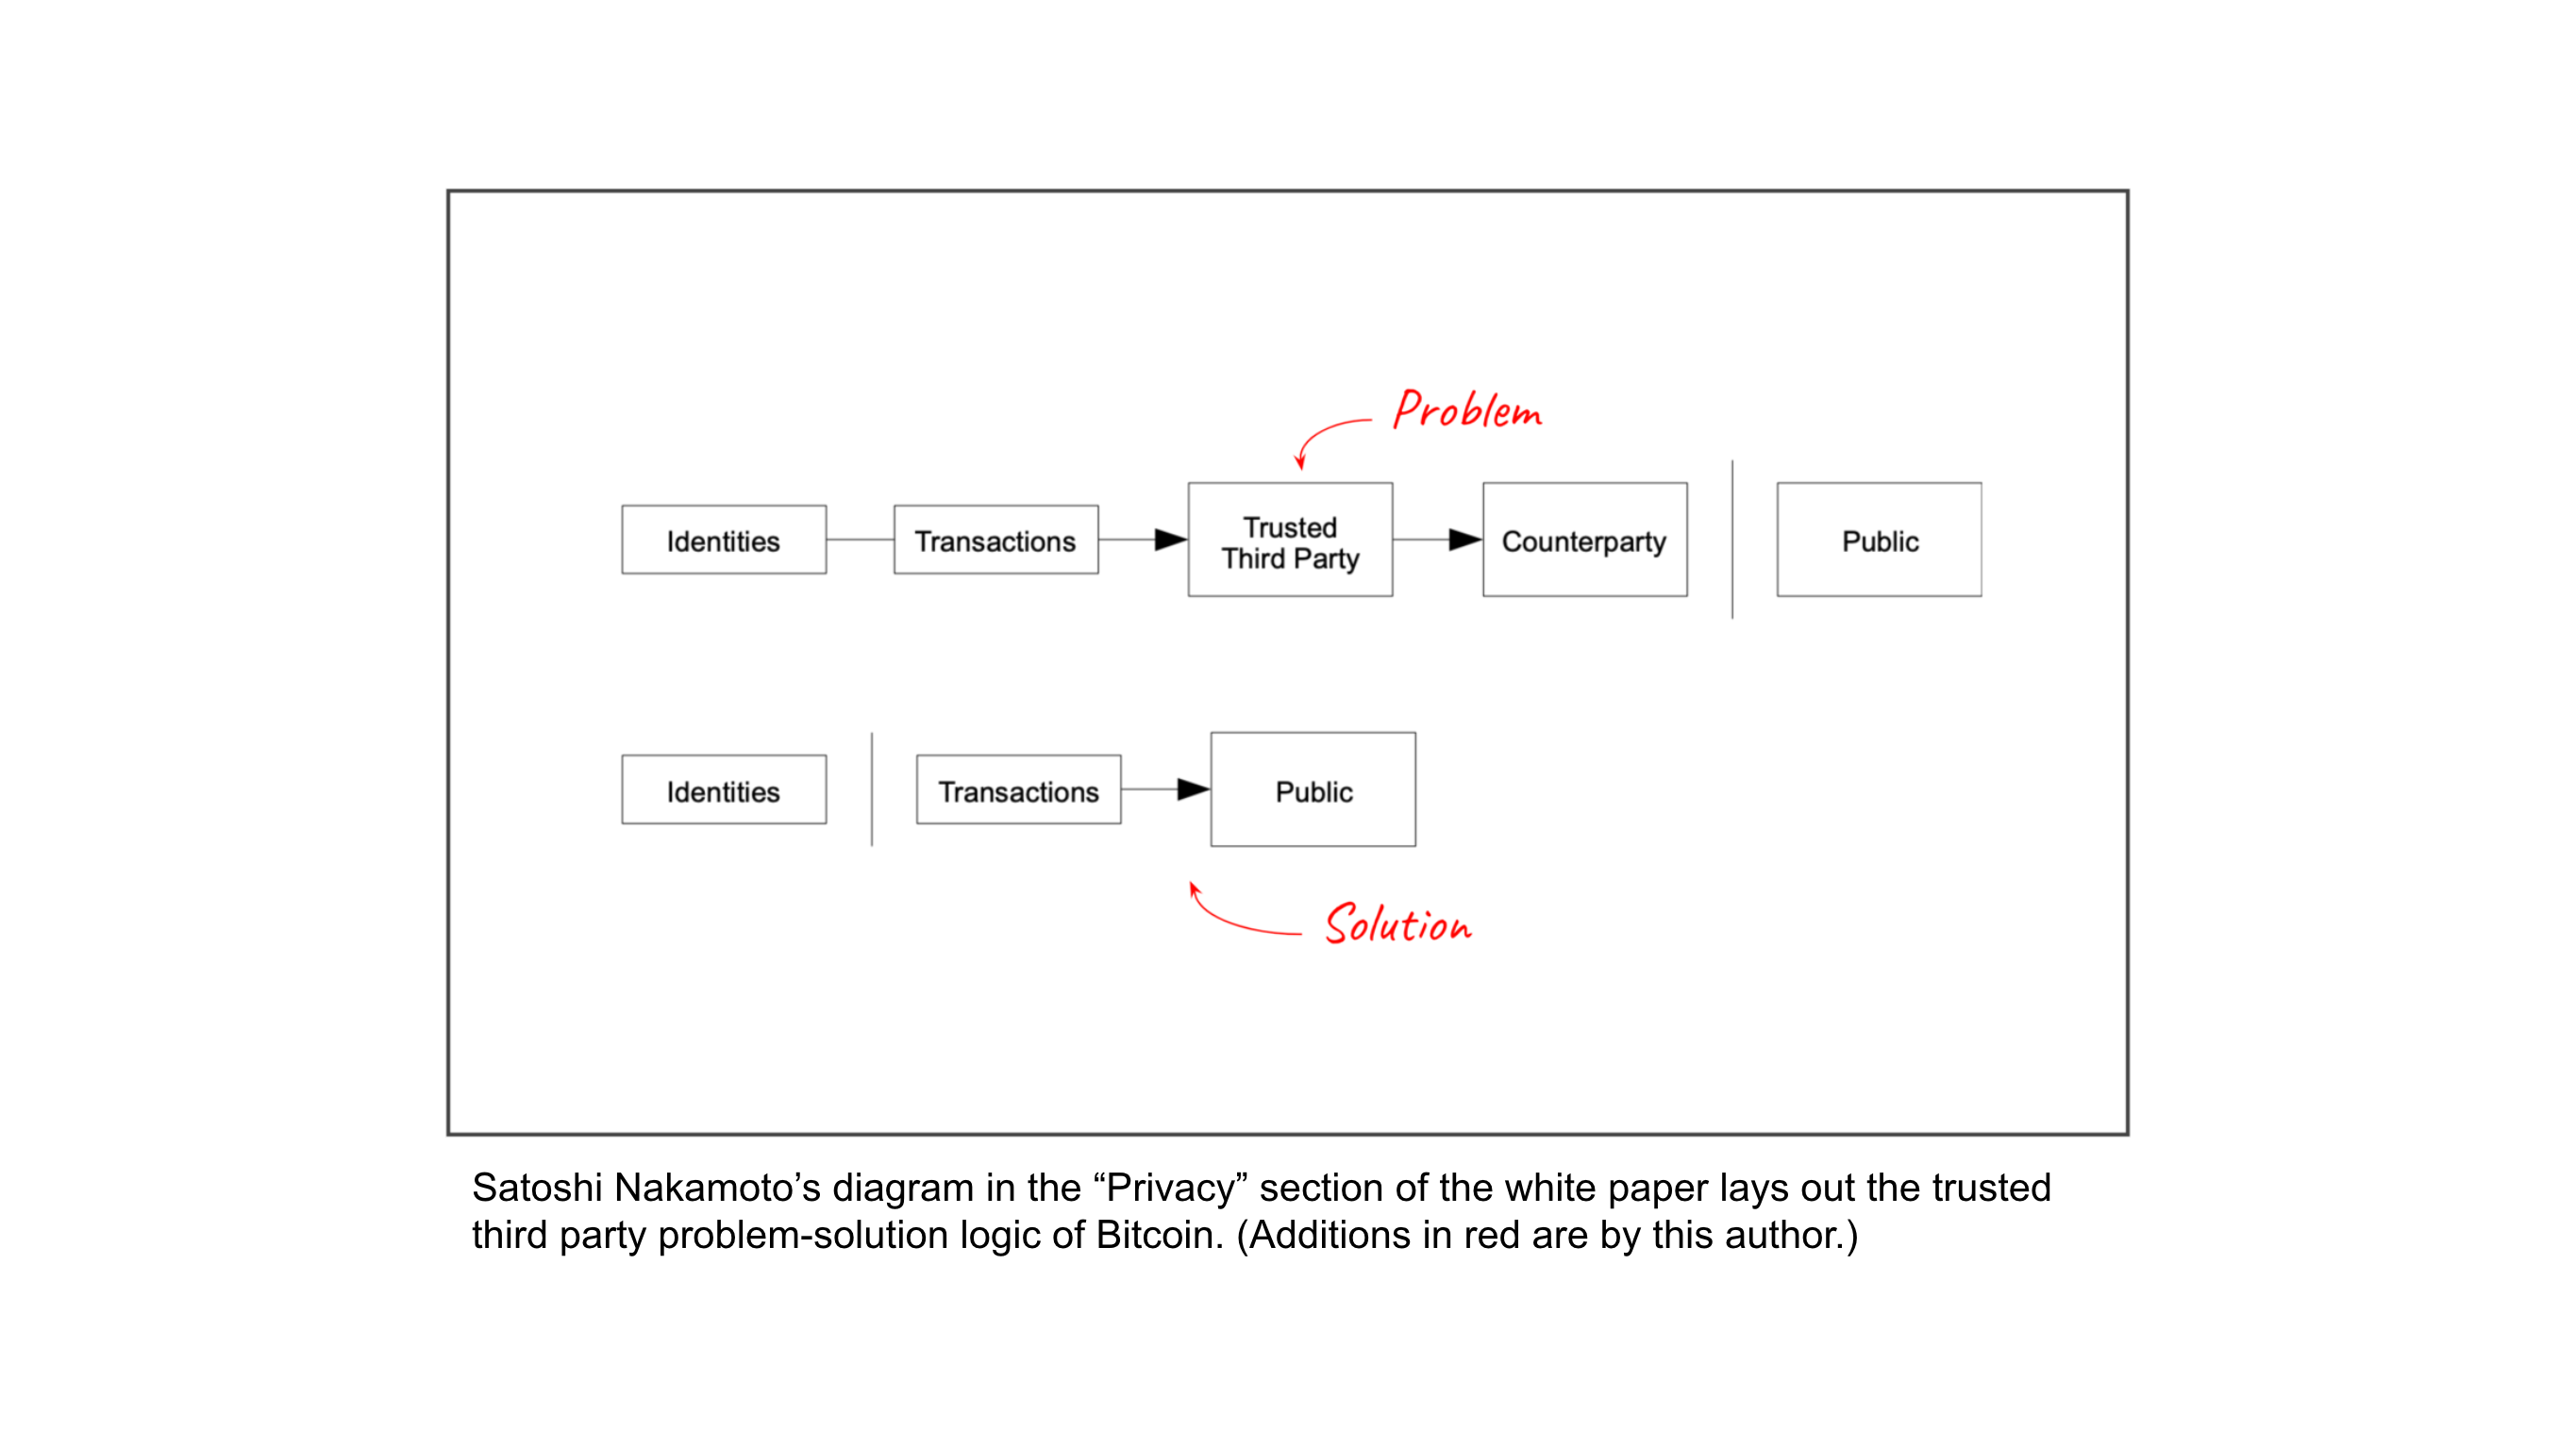 Problem
Identities
Transactions
Trusted
Third Party
Counterparty
Public
Identities
Transactions
Public
Solution
Satoshi Nakamoto’s diagram in the “Privacy” section of the white paper lays out the trusted
third party problem-solution logic of Bitcoin. (Additions in red are by this author.)